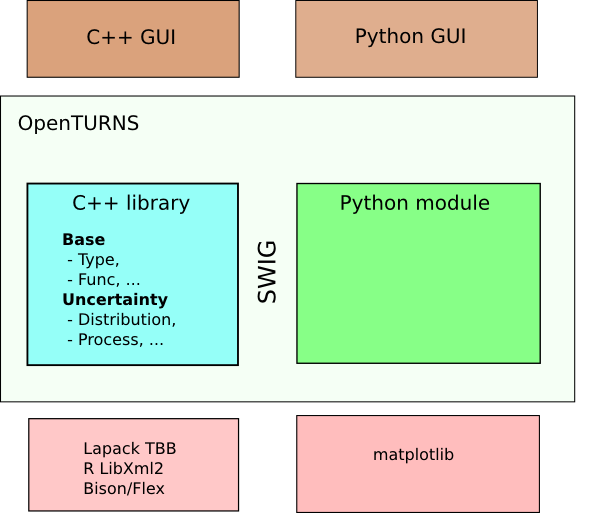 C++ GUI
Python GUI
OpenTURNS
C++ library
Base
- Type,
- Func, ...
Uncertainty
- Distribution,
- Process, ...
SWIG
Python module
Lapack TBB
R LibXml2
Bison/Flex
matplotlib